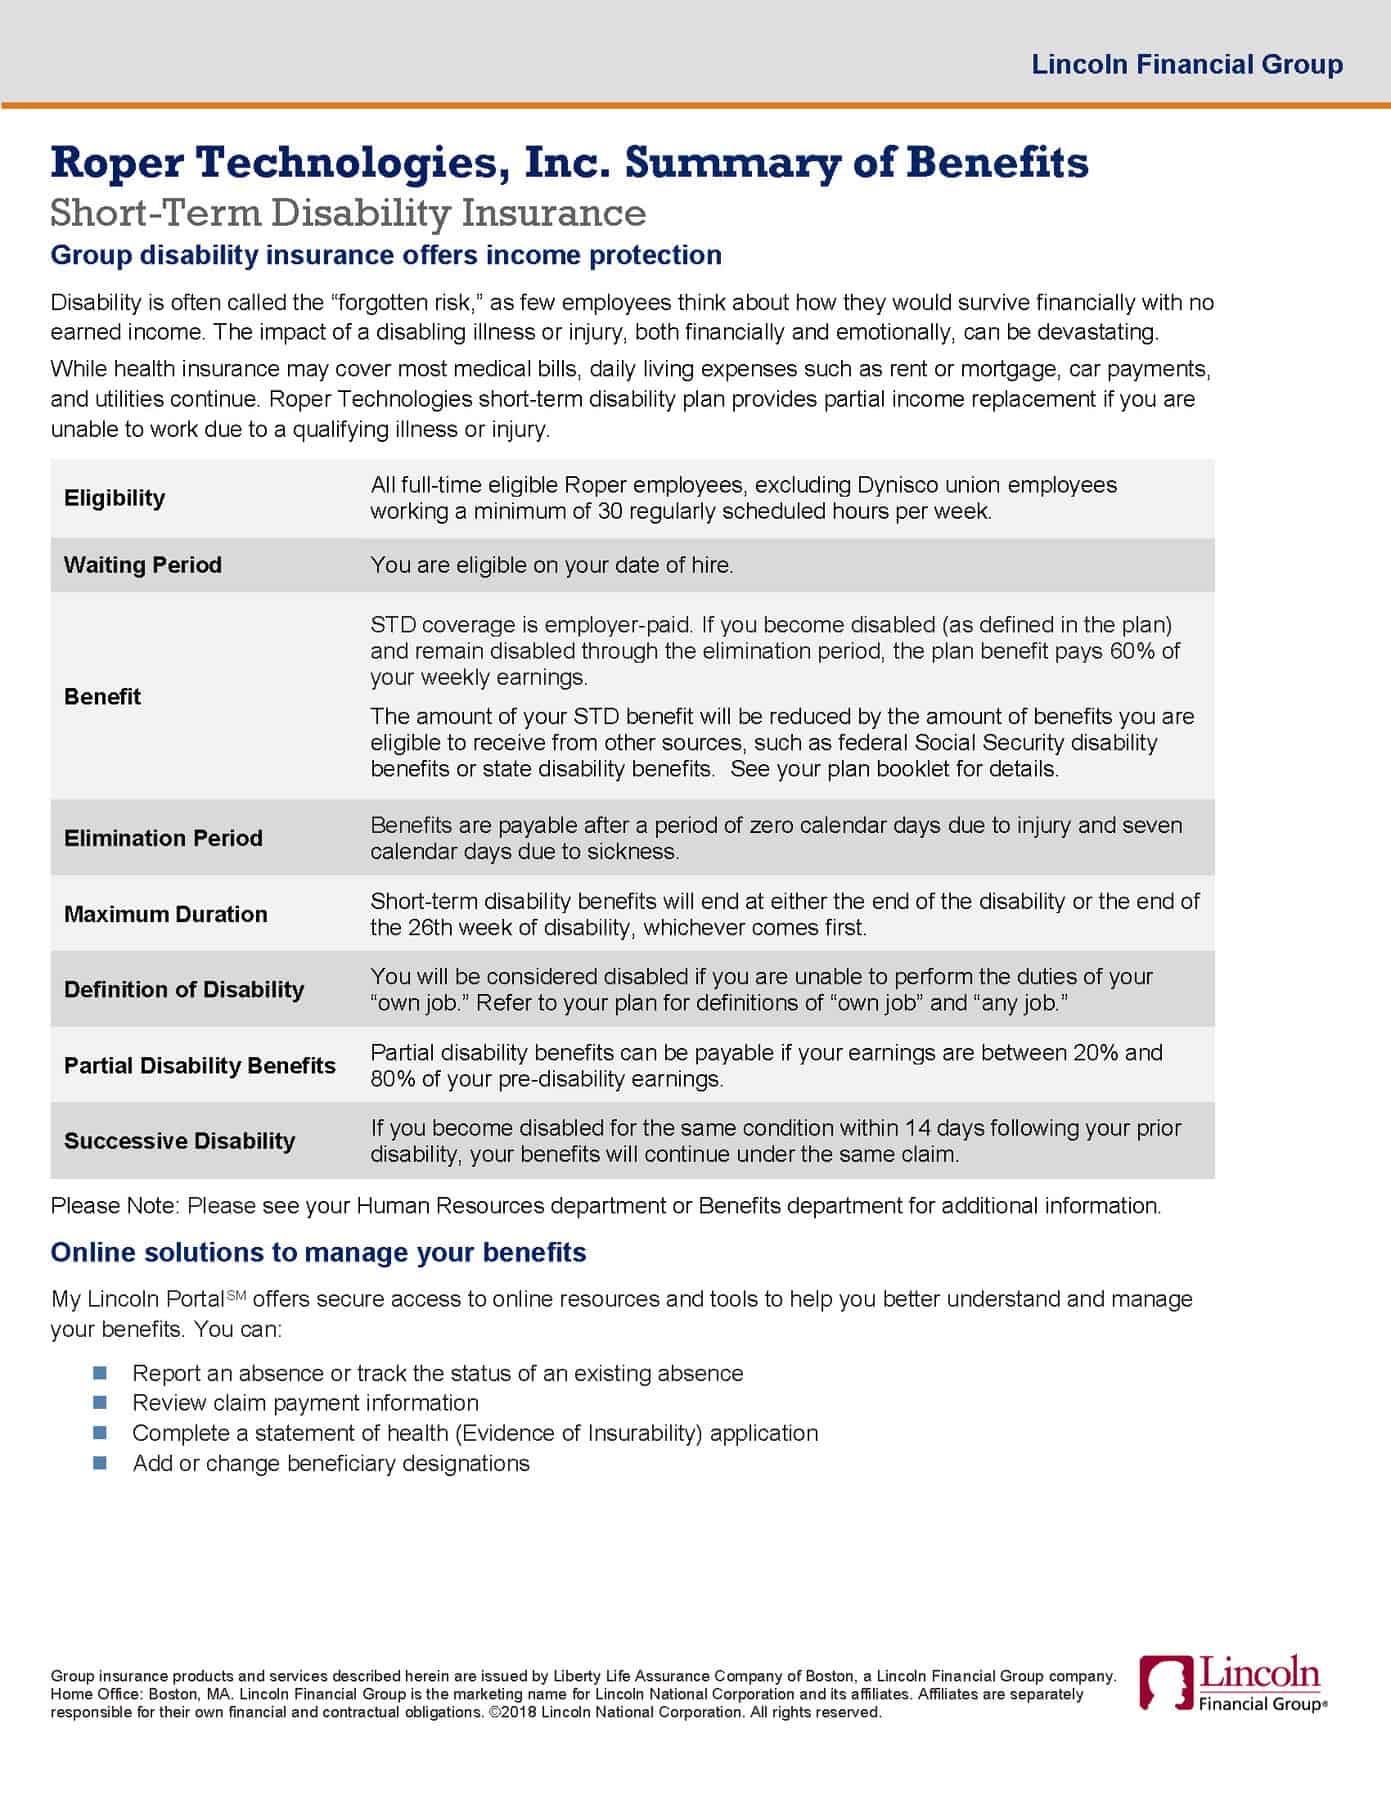 Lincoln Financial Group
Roper Technologies, Inc. Summary of Benefits
Short-Term Disability Insurance
Group disability insurance offers income protection
Disability is often called the “forgotten risk,” as few employees think about how they would survive financially with no
earned income. The impact of a disabling illness or injury, both financially and emotionally, can be devastating.
While health insurance may cover most medical bills, daily living expenses such as rent or mortgage, car payments,
and utilities continue. Roper Technologies short-term disability plan provides partial income replacement if you are
unable to work due to a qualifying illness or injury.
Eligibility
All full-time eligible Roper employees, excluding Dynisco union employees
working a minimum of 30 regularly scheduled hours per week.
Waiting Period
You are eligible on your date of hire.
Benefit
STD coverage is employer-paid. If you become disabled (as defined in the plan)
and remain disabled through the elimination period, the plan benefit pays 60% of
your weekly earnings.
The amount of your STD benefit will be reduced by the amount of benefits you are
eligible to receive from other sources, such as federal Social Security disability
benefits or state disability benefits.  See your plan booklet for details.
Elimination Period
Benefits are payable after a period of zero calendar days due to injury and seven
calendar days due to sickness.
Maximum Duration
Short-term disability benefits will end at either the end of the disability or the end of
the 26th week of disability, whichever comes first.
Definition of Disability
You will be considered disabled if you are unable to perform the duties of your
“own job.” Refer to your plan for definitions of “own job” and “any job.”
Partial Disability Benefits
Partial disability benefits can be payable if your earnings are between 20% and
80% of your pre-disability earnings.
Successive Disability
If you become disabled for the same condition within 14 days following your prior
disability, your benefits will continue under the same claim.
Please Note: Please see your Human Resources department or Benefits department for additional information.
Online solutions to manage your benefits
My Lincoln Portal℠ offers secure access to online resources and tools to help you better understand and manage
your benefits. You can:
■ Report an absence or track the status of an existing absence
■ Review claim payment information
■ Complete a statement of health (Evidence of Insurability) application
■ Add or change beneficiary designations
Group insurance products and services described herein are issued by Liberty Life Assurance Company of Boston, a Lincoln Financial Group company.
Home Office: Boston, MA. Lincoln Financial Group is the marketing name for Lincoln National Corporation and its affiliates. Affiliates are separately
responsible for their own financial and contractual obligations. ©2018 Lincoln National Corporation. All rights reserved.
Lincoln
Financial Group®